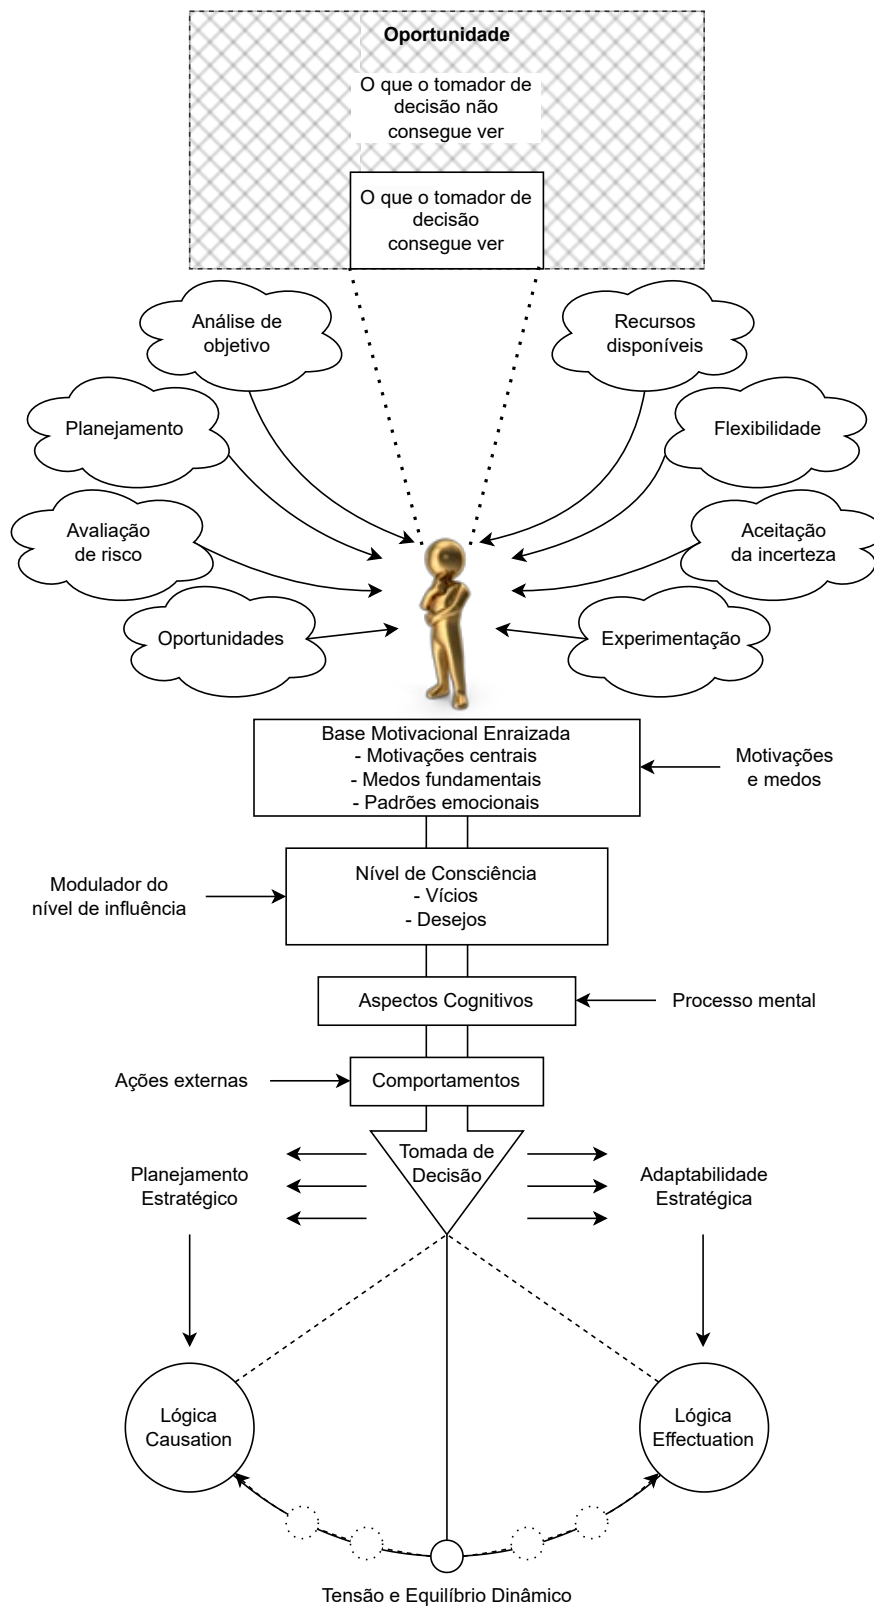 Oportunidade
O que o tomador de
decisão não
consegue ver
O que o tomador de
decisão
consegue ver
Análise de
objetivo
Recursos
disponíveis
Planejamento
Flexibilidade
Avaliação
de risco
Aceitação
da incerteza
Oportunidades
Experimentação
Base Motivacional Enraizada
- Motivações centrais
- Medos fundamentais
- Padrões emocionais
Motivações
e medos
Nível de Consciência
- Vícios
- Desejos
Modulador do
nível de influência
Aspectos Cognitivos
Processo mental
Ações externas
Comportamentos
Tomada de
Decisão
Planejamento
Estratégico
Adaptabilidade
Estratégica
Lógica
Causation
Lógica
Effectuation
Tensão e Equilíbrio Dinâmico